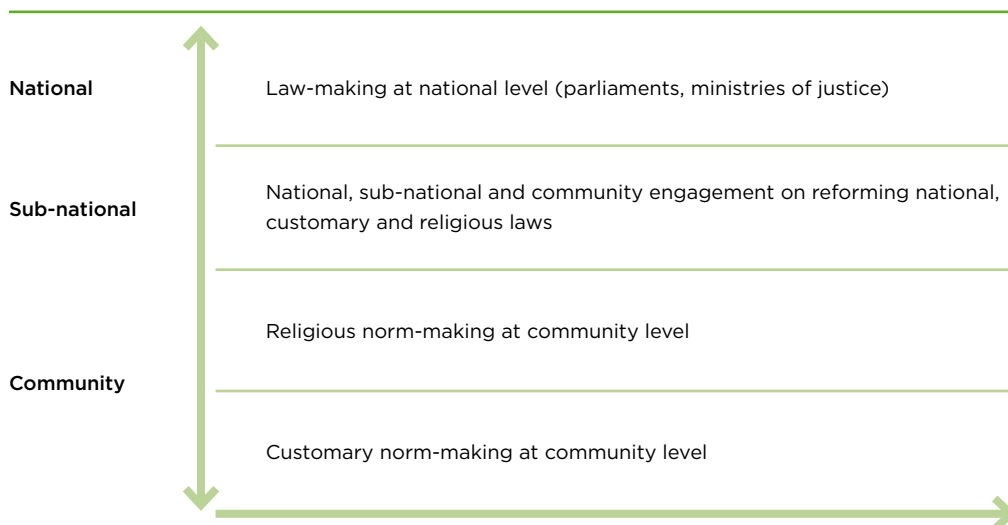 National
Law-making at national level (parliaments, ministries of justice)
Sub-national
National, sub-national and community engagement on reforming national,
customary and religious laws
Religious norm-making at community level
Community
Customary norm-making at community level